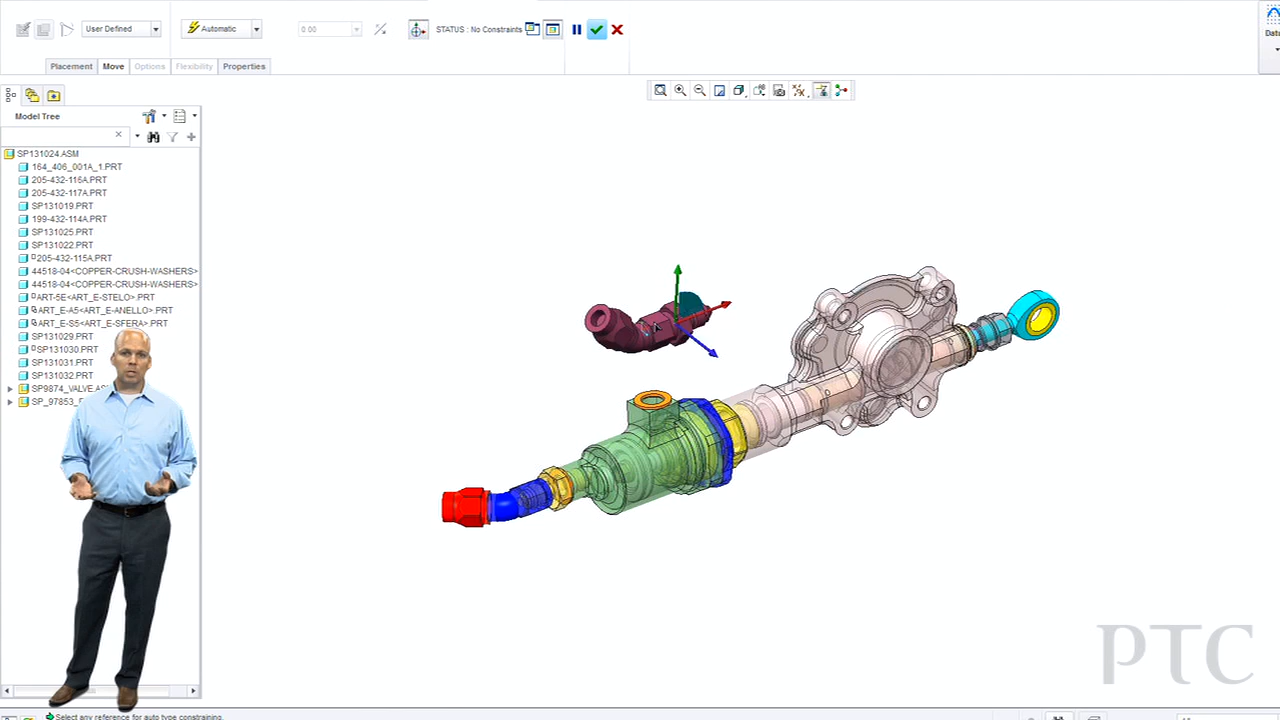 User Defined
Automatic
0.00
STATUS : No Constraints
Data
Placement
Move
Options
Flexibility
Properties
Model Tree
SP131024.ASM
164_406_001A_1.PRT
205-432-116A.PRT
205-432-117A.PRT
SP131019.PRT
199-432-114A.PRT
SP131025.PRT
SP131022.PRT
205-432-115A.PRT
44518-04<COPPER-CRUSH-WASHERS>
44518-04<COPPER-CRUSH-WASHERS>
ART-5E<ART_E-STELO>.PRT
ART_E-A5<ART_E-ANELLO>.PRT
ART_E-S5<ART_E-SFERA>.PRT
SP131029.PRT
SP131030.PRT
SP131031.PRT
SP131032.PRT
SP9874_VALVE.AS
SP_97853_
PTC
Select any reference for auto type constraining.